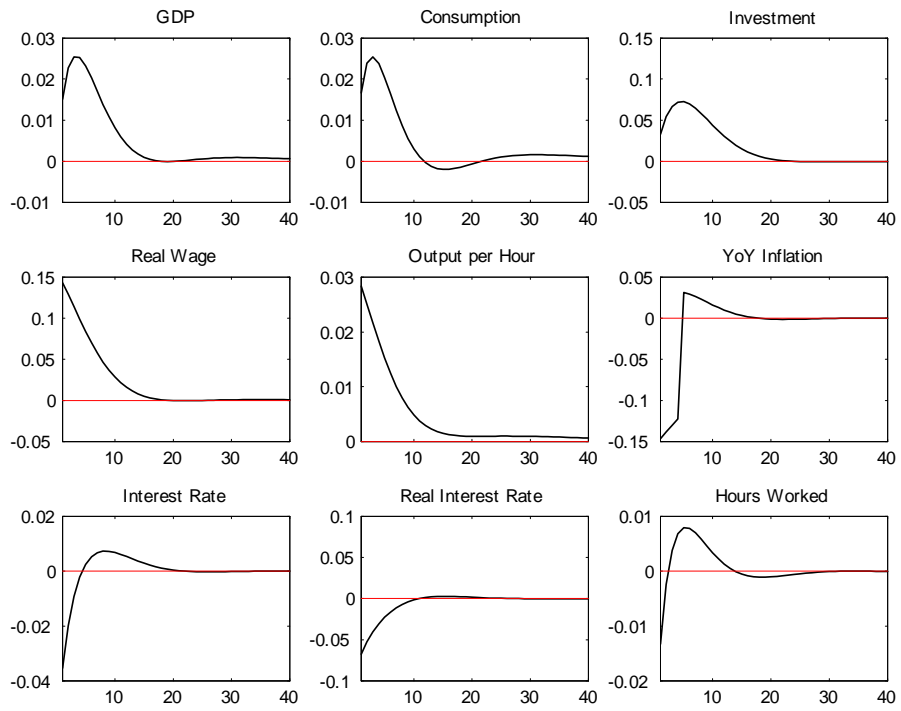 GDP
0.03
0.02
0.01
0
-0.01
10 20 30 40
Consumption
0.03
0.02
0.01
0
-0.01
10 20 30 40
Investment
0.15
0.10
0.05
0
-0.05
10 20 30 40
Real Wage
0.15
0.1
0.05
0
-0.05
10 20 30 40
Output per Hour
0.03
0.02
0.01
0
10 20 30 40
YoY Inflation
0.05
0
-0.05
-0.1
-0.15
10 20 30 40
Interest Rate
0.02
0
-0.02
-0.04
10 20 30 40
Real Interest Rate
0.1
0.05
0
-0.05
-0.1
10 20 30 40
Hours Worked
0.01
0
-0.01
-0.02
10 20 30 40